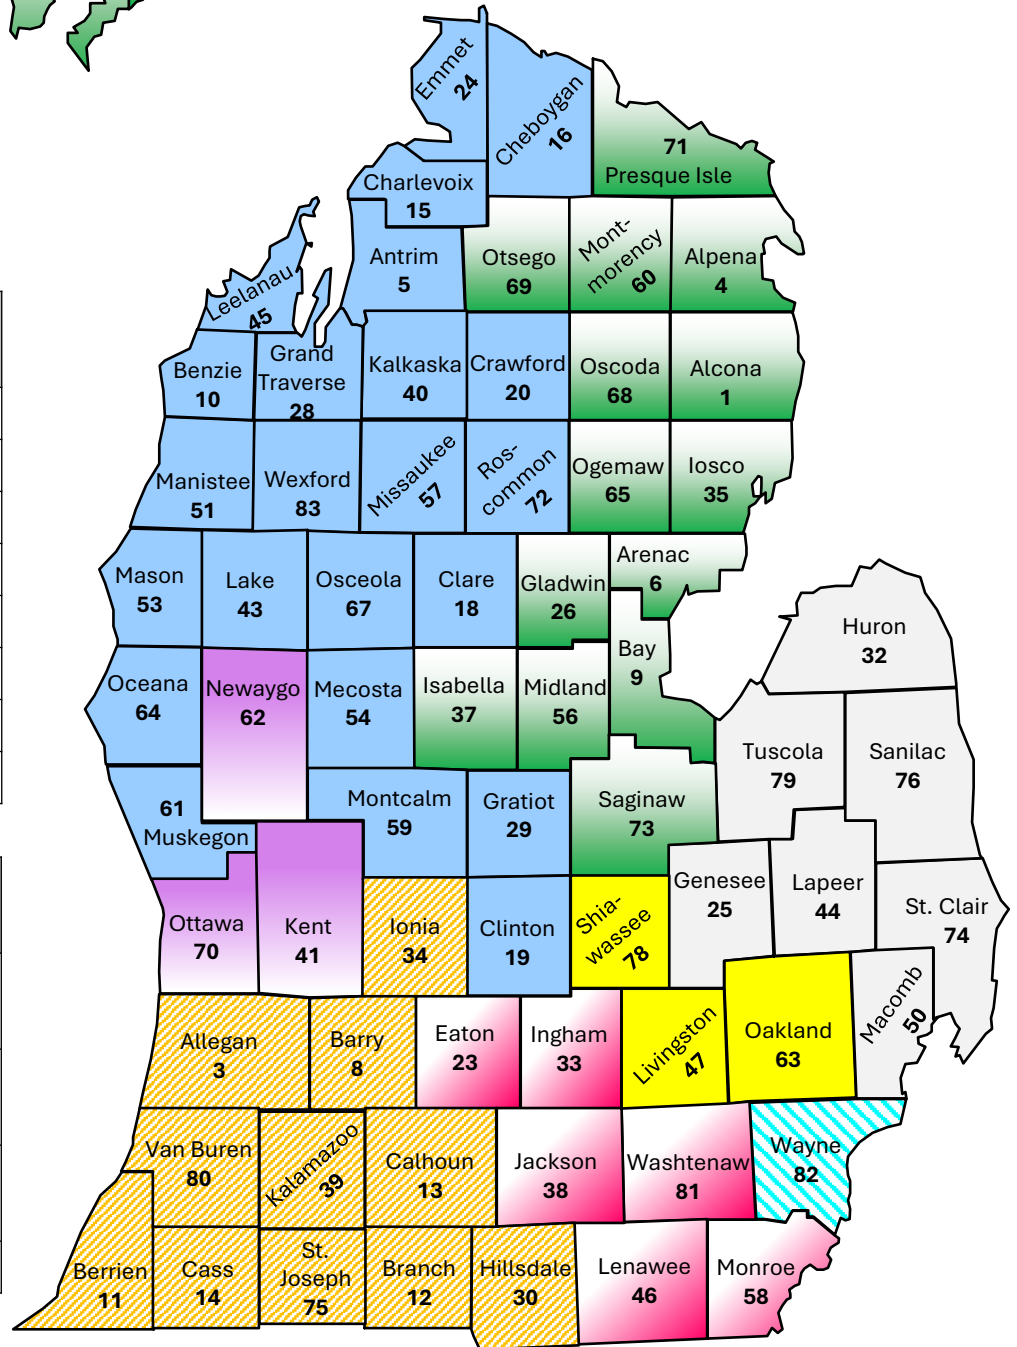 Emmet
24
Cheboygan
16
71
Presque Isle
Charlevoix
15
Antrim
5
Otsego
69
Mont-
morency
60
Alpena
4
Leelanau
45
Benzie
10
Grand
Traverse
28
Kalkaska
40
Crawford
20
Oscoda
68
Alcona
1
Manistee
51
Wexford
83
Missaukee
57
Ros-
common
72
Ogemaw
65
Iosco
35
Mason
53
Lake
43
Osceola
67
Clare
18
Gladwin
26
Arenac
6
Huron
32
Oceana
64
Newaygo
62
Mecosta
54
Isabella
37
Midland
56
Bay
9
Tuscola
79
Sanilac
76
61
Muskegon
Montcalm
59
Gratiot
29
Saginaw
73
Ottawa
70
Kent
41
Ionia
34
Clinton
19
Shia-
wassee
78
Genesee
25
Lapeer
44
St. Clair
74
Allegan
3
Barry
8
Eaton
23
Ingham
33
Livingston
47
Oakland
63
Macomb
50
Van Buren
80
Kalamazoo
39
Calhoun
13
Jackson
38
Washtenaw
81
Wayne
82
Berrien
11
Cass
14
St.
Joseph
75
Branch
12
Hillsdale
30
Lenawee
46
Monroe
58